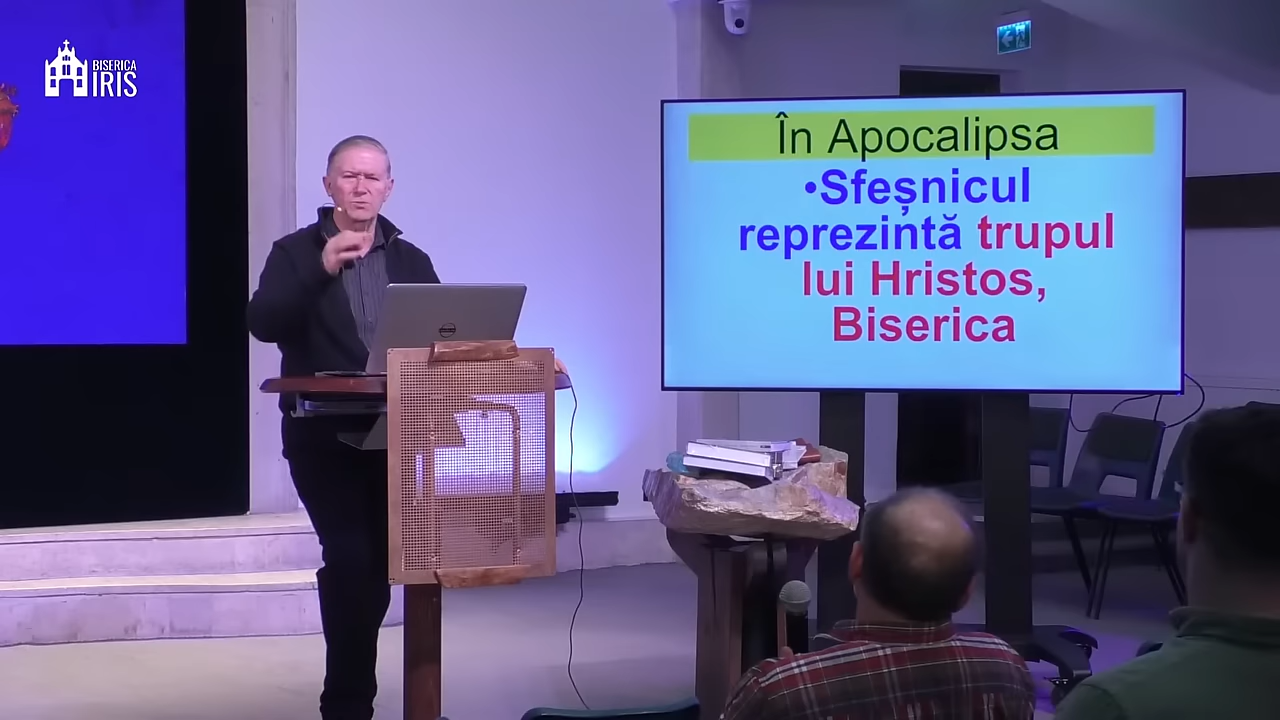 BISERICA
IRIS
În Apocalipsa
•Sfeșnicul
reprezintă trupul
lui Hristos,
Biserica